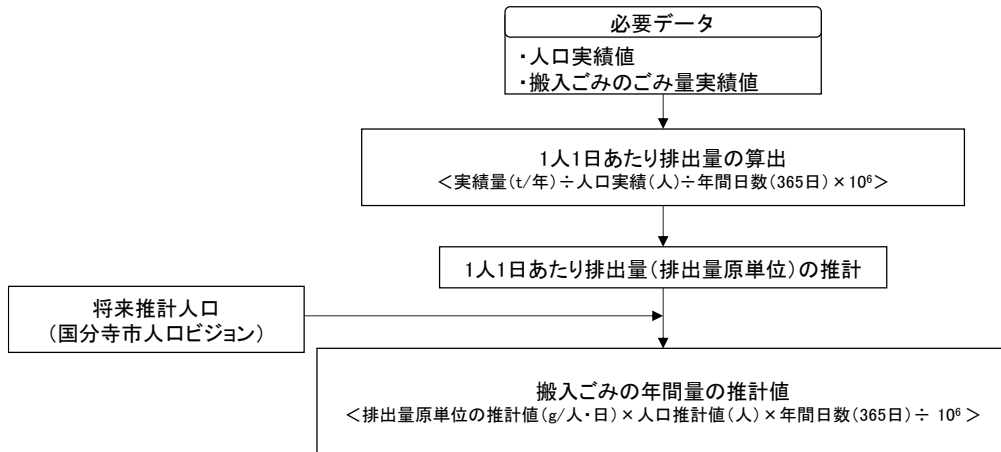 必要データ
・人口実績値
・搬入ごみのごみ量実績値
1人1日あたり排出量の算出
＜実績量(t/年)÷人口実績(人)÷年間日数(365日)×10⁶＞
1人1日あたり排出量(排出量原単位)の推計
将来推計人口
(国分寺市人口ビジョン)
搬入ごみの年間量の推計値
＜排出量原単位の推計値(g/人・日)×人口推計値(人)×年間日数(365日)÷ 10⁶ ＞